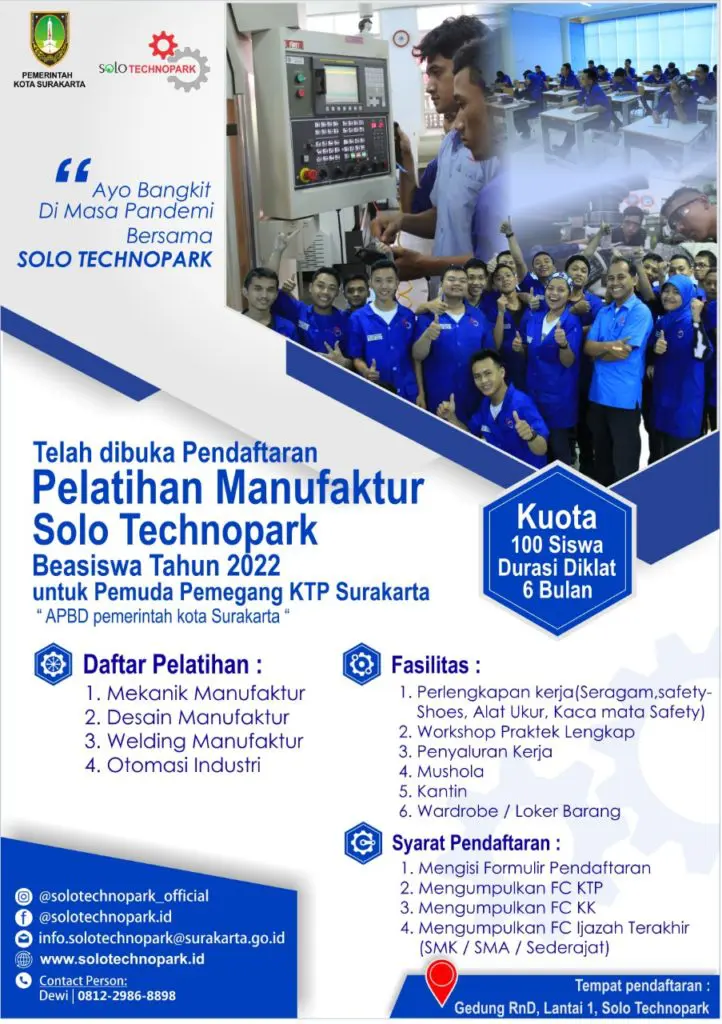 PEMERINTAH
KOTA SURAKARTA
solo TECHNOPARK
“
Ayo Bangkit
Di Masa Pandemi
Bersama
SOLO TECHNOPARK
Telah dibuka Pendaftaran
Pelatihan Manufaktur
Solo Technopark
Beasiswa Tahun 2022
untuk Pemuda Pemegang KTP Surakarta
“ APBD pemerintah kota Surakarta “
Kuota
100 Siswa
Durasi Diklat
6 Bulan
Daftar Pelatihan :
1. Mekanik Manufaktur
2. Desain Manufaktur
3. Welding Manufaktur
4. Otomasi Industri
Fasilitas :
1. Perlengkapan kerja(Seragam,safety-
Shoes, Alat Ukur, Kaca mata Safety)
2. Workshop Praktek Lengkap
3. Penyaluran Kerja
4. Mushola
5. Kantin
6. Wardrobe / Loker Barang
Syarat Pendaftaran :
1. Mengisi Formulir Pendaftaran
2. Mengumpulkan FC KTP
3. Mengumpulkan FC KK
4. Mengumpulkan FC Ijazah Terakhir
(SMK / SMA / Sederajat)
@solotechnopark_official
@solotechnopark.id
info.solotechnopark@surakarta.go.id
www.solotechnopark.id
Contact Person:
Dewi | 0812-2986-8898
Tempat pendaftaran :
Gedung RnD, Lantai 1, Solo Technopark